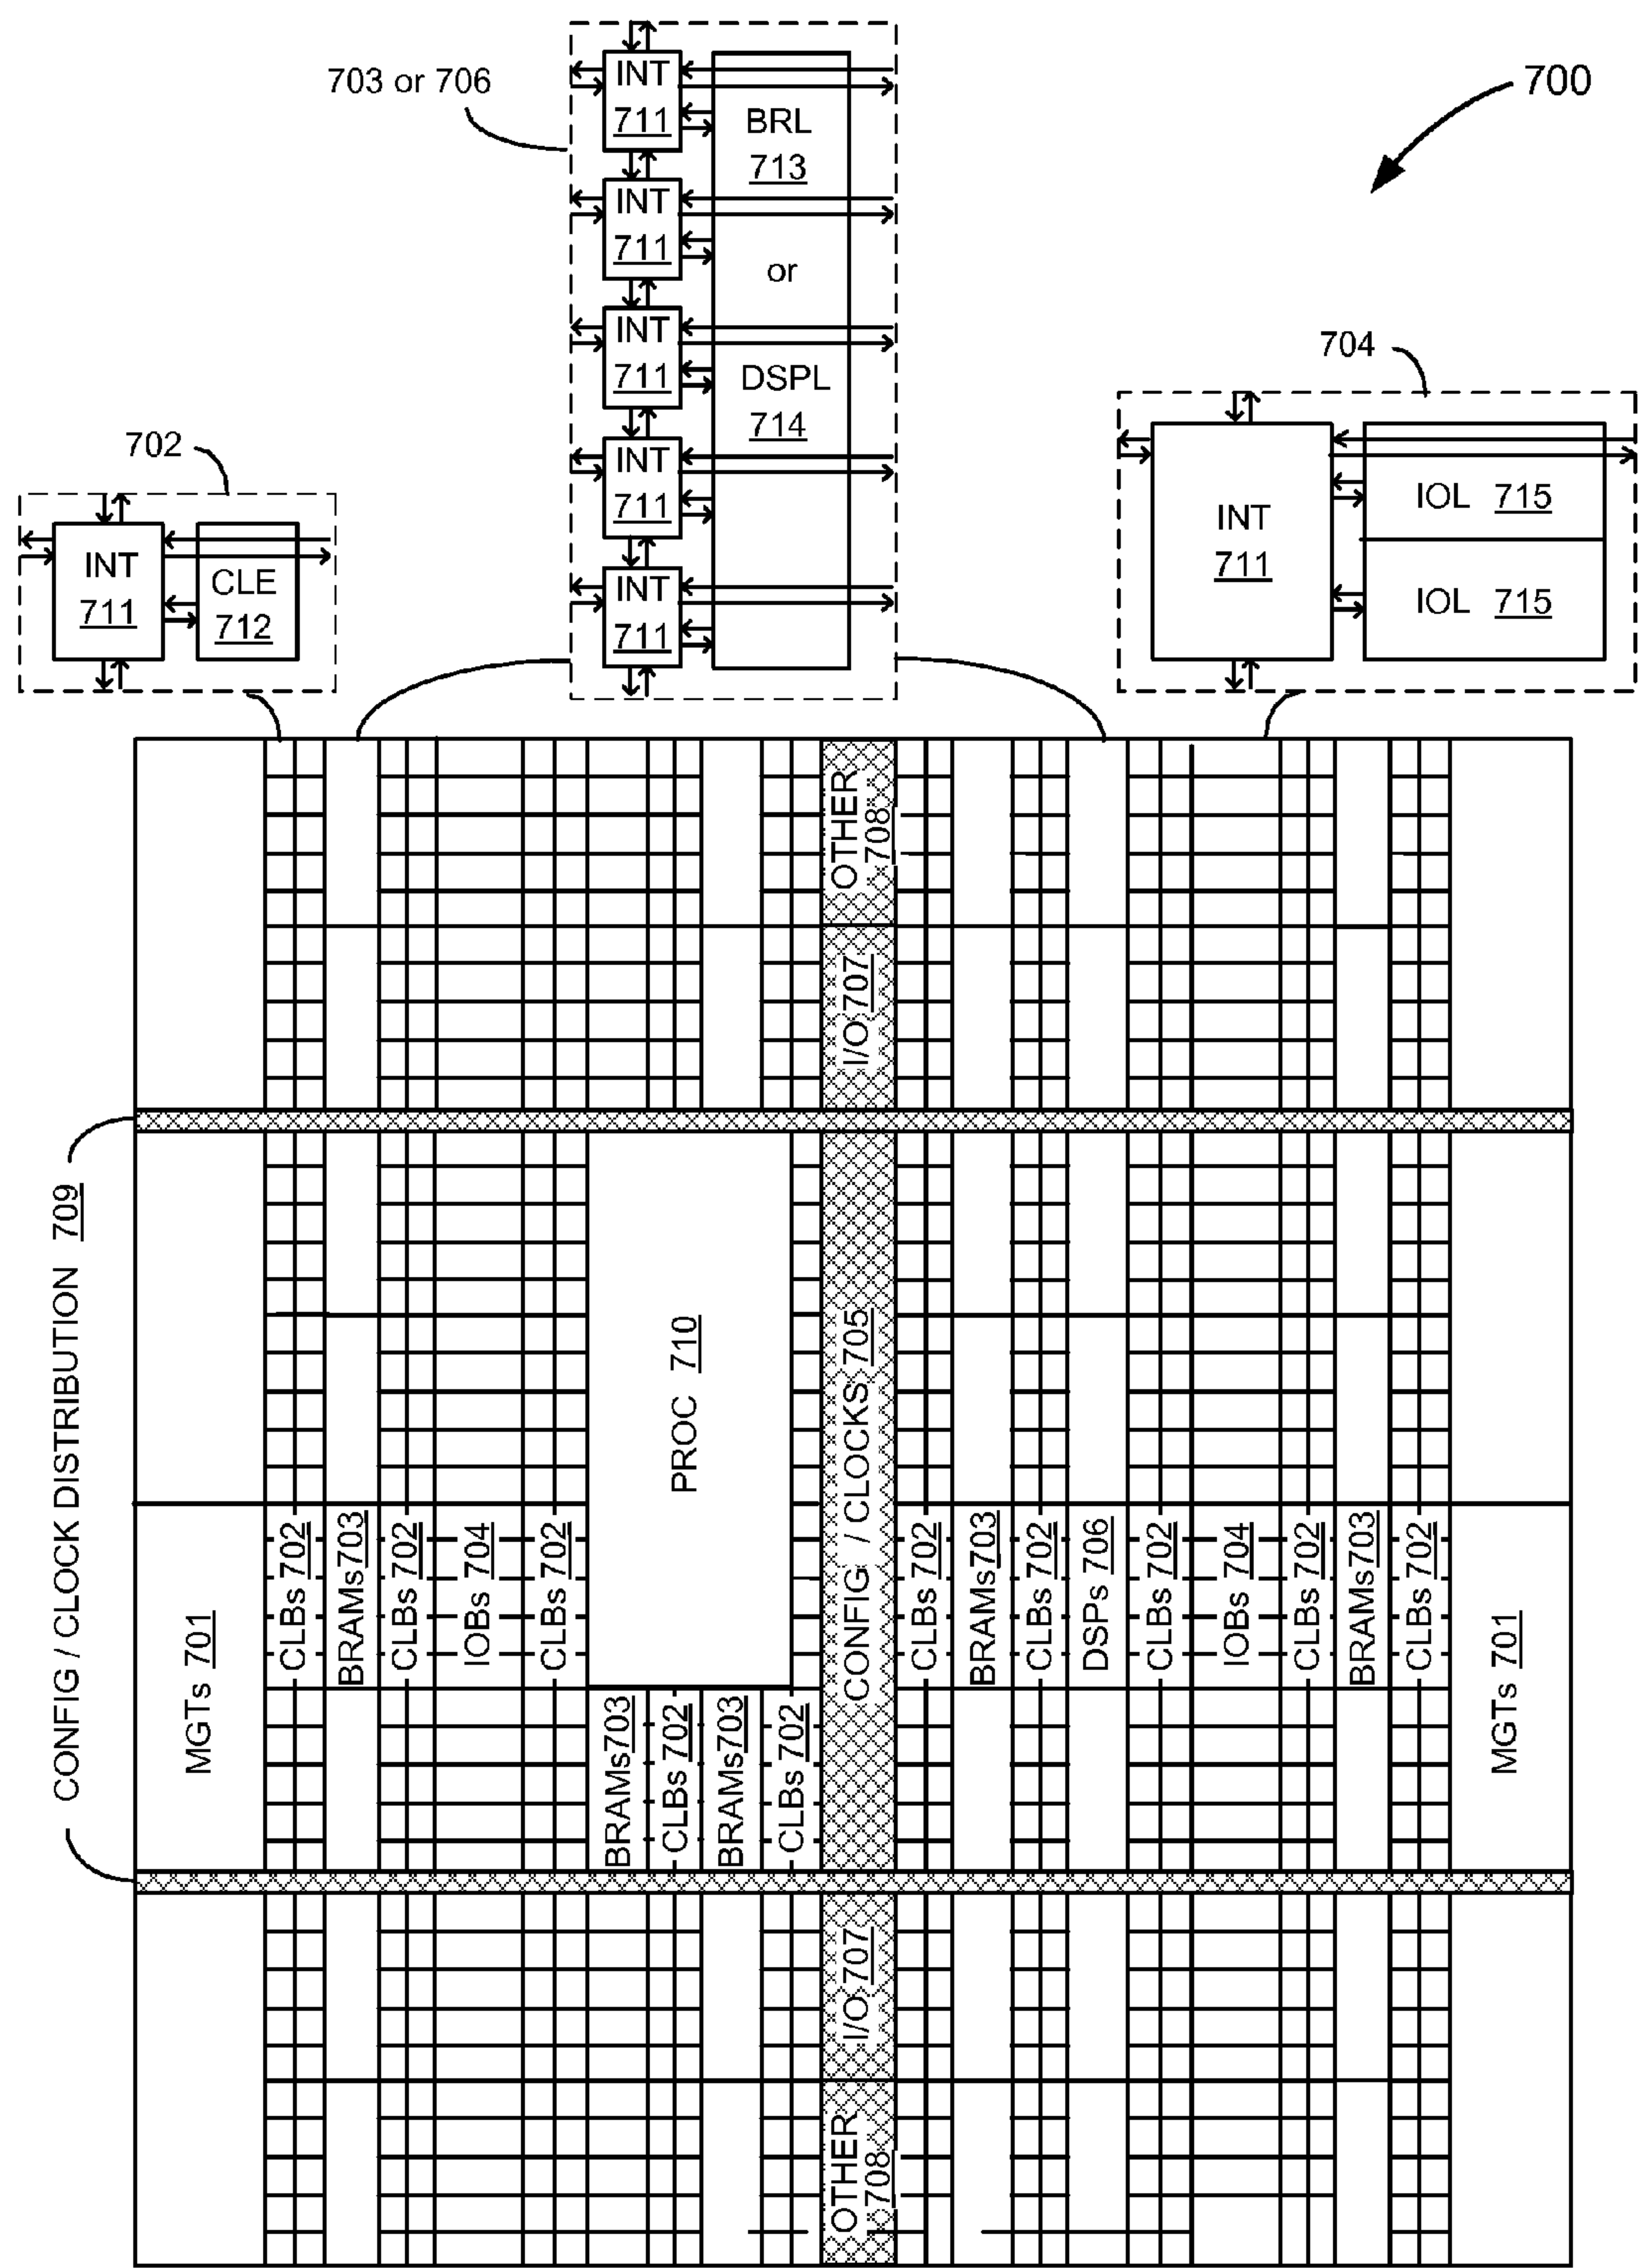 703 or 706
700
INT
711
INT
711
INT
711
INT
711
INT
711
BRL
713
or
DSPL
714
704
INT
711
IOL 715
IOL 715
702
INT
711
CLE
712
OTHER
708
I/O 707
CONFIG / CLOCK DISTRIBUTION 709
PROC 710
CONFIG / CLOCKS 705
MGTs 701
CLBs 702
BRAMs 703
CLBs 702
IOBs 704
CLBs 702
BRAMs 703
CLBs 702
BRAMs 703
CLBs 702
CLBs 702
BRAMs 703
CLBs 702
DSPs 706
CLBs 702
IOBs 704
CLBs 702
BRAMs 703
CLBs 702
MGTs 701
I/O 707
OTHER
708